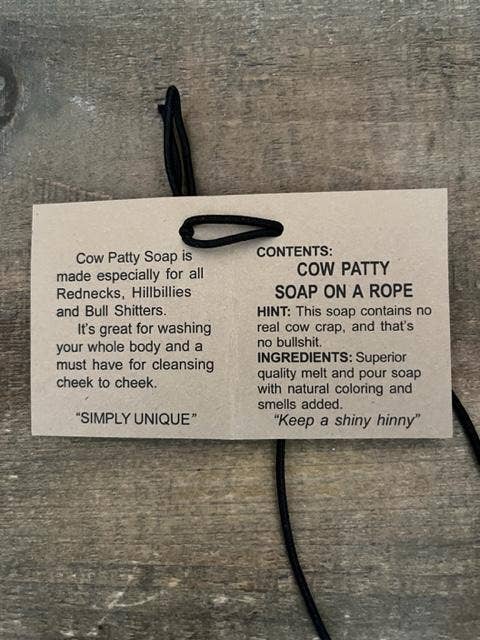 Cow Patty Soap is
made especially for all
Rednecks, Hillbillies
and Bull Shitters.
It's great for washing
your whole body and a
must have for cleansing
cheek to cheek.
"SIMPLY UNIQUE"
CONTENTS:
COW PATTY
SOAP ON A ROPE
HINT: This soap contains no
real cow crap, and that's
no bullshit.
INGREDIENTS: Superior
quality melt and pour soap
with natural coloring and
smells added.
"Keep a shiny hinny"